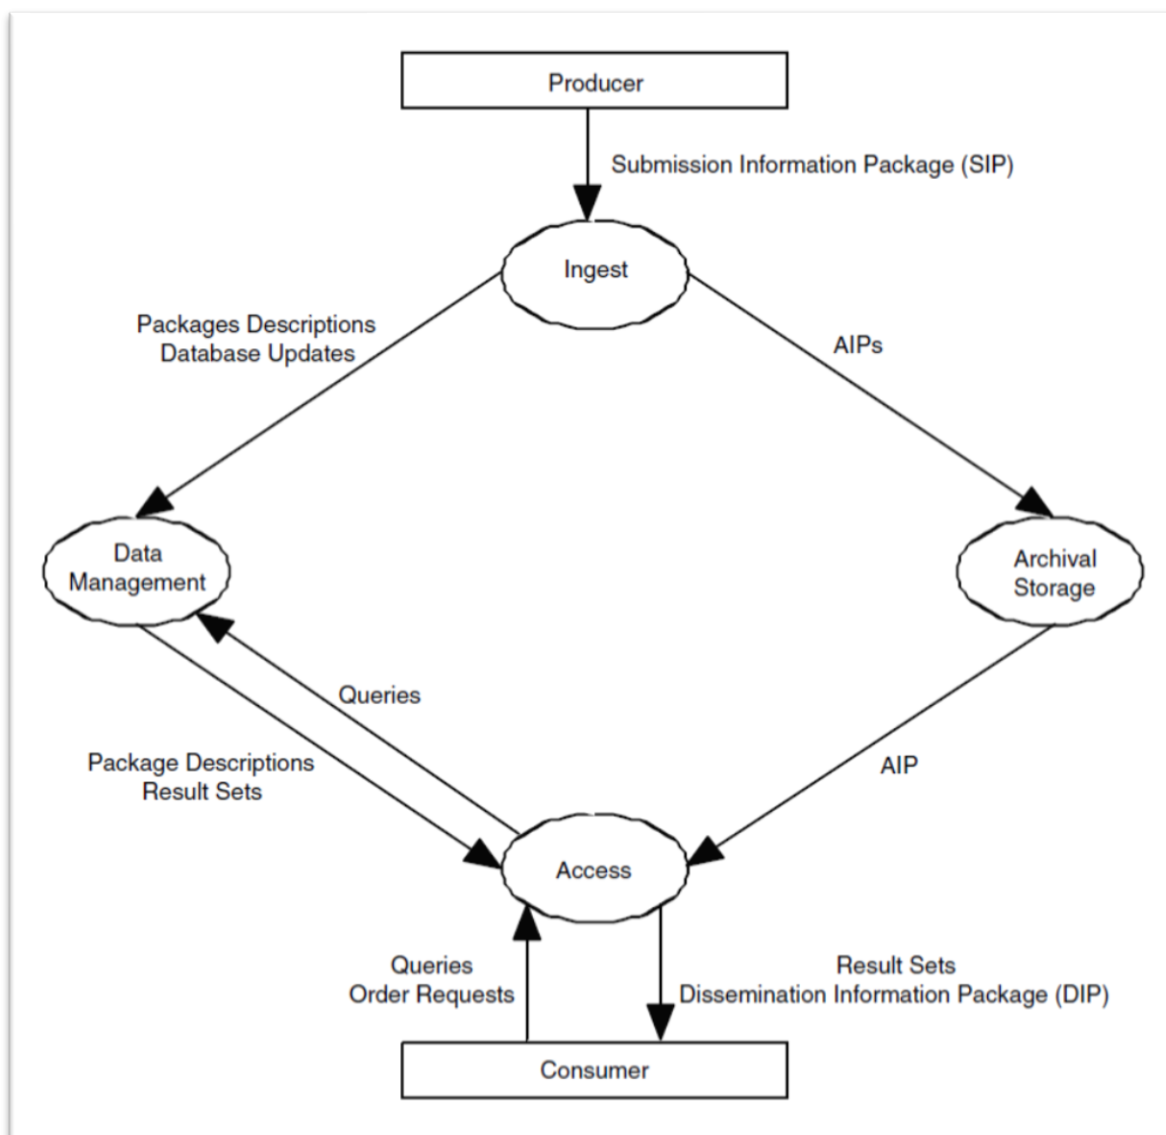 Producer
Submission Information Package (SIP)
Ingest
Packages Descriptions
Database Updates
AIPs
Data
Management
Archival
Storage
Queries
Package Descriptions
Result Sets
AIP
Access
Queries
Order Requests
Result Sets
Dissemination Information Package (DIP)
Consumer